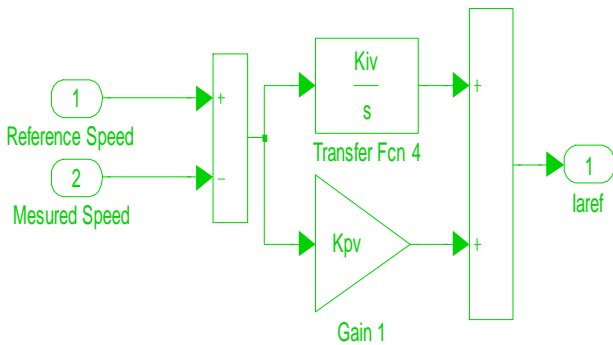 1
Reference Speed
2
Mesured Speed
+
−
Kiv
s
Transfer Fcn 4
Kpv
Gain 1
+
+
1
Iaref